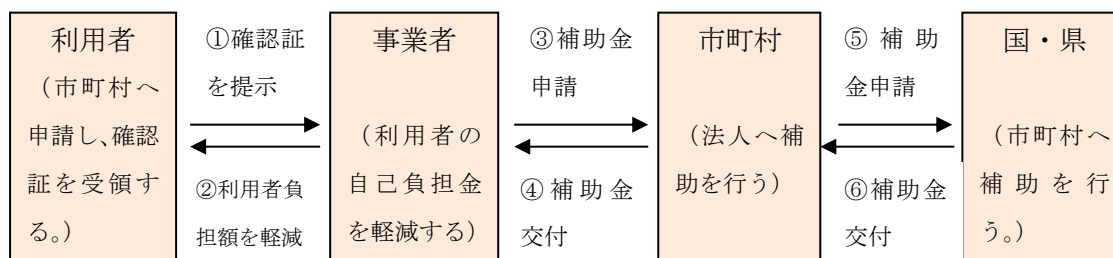 利用者
（市町村へ
申請し、確認
証を受領す
る。）
①確認証
を提示
②利用者負
担額を軽減
事業者
（利用者の
自己負担金
を軽減する）
③補助金
申請
④補助金
交付
市町村
（法人へ補
助を行う）
⑤補助
金申請
⑥補助金
交付
国・県
（市町村へ
補助を行
う。）